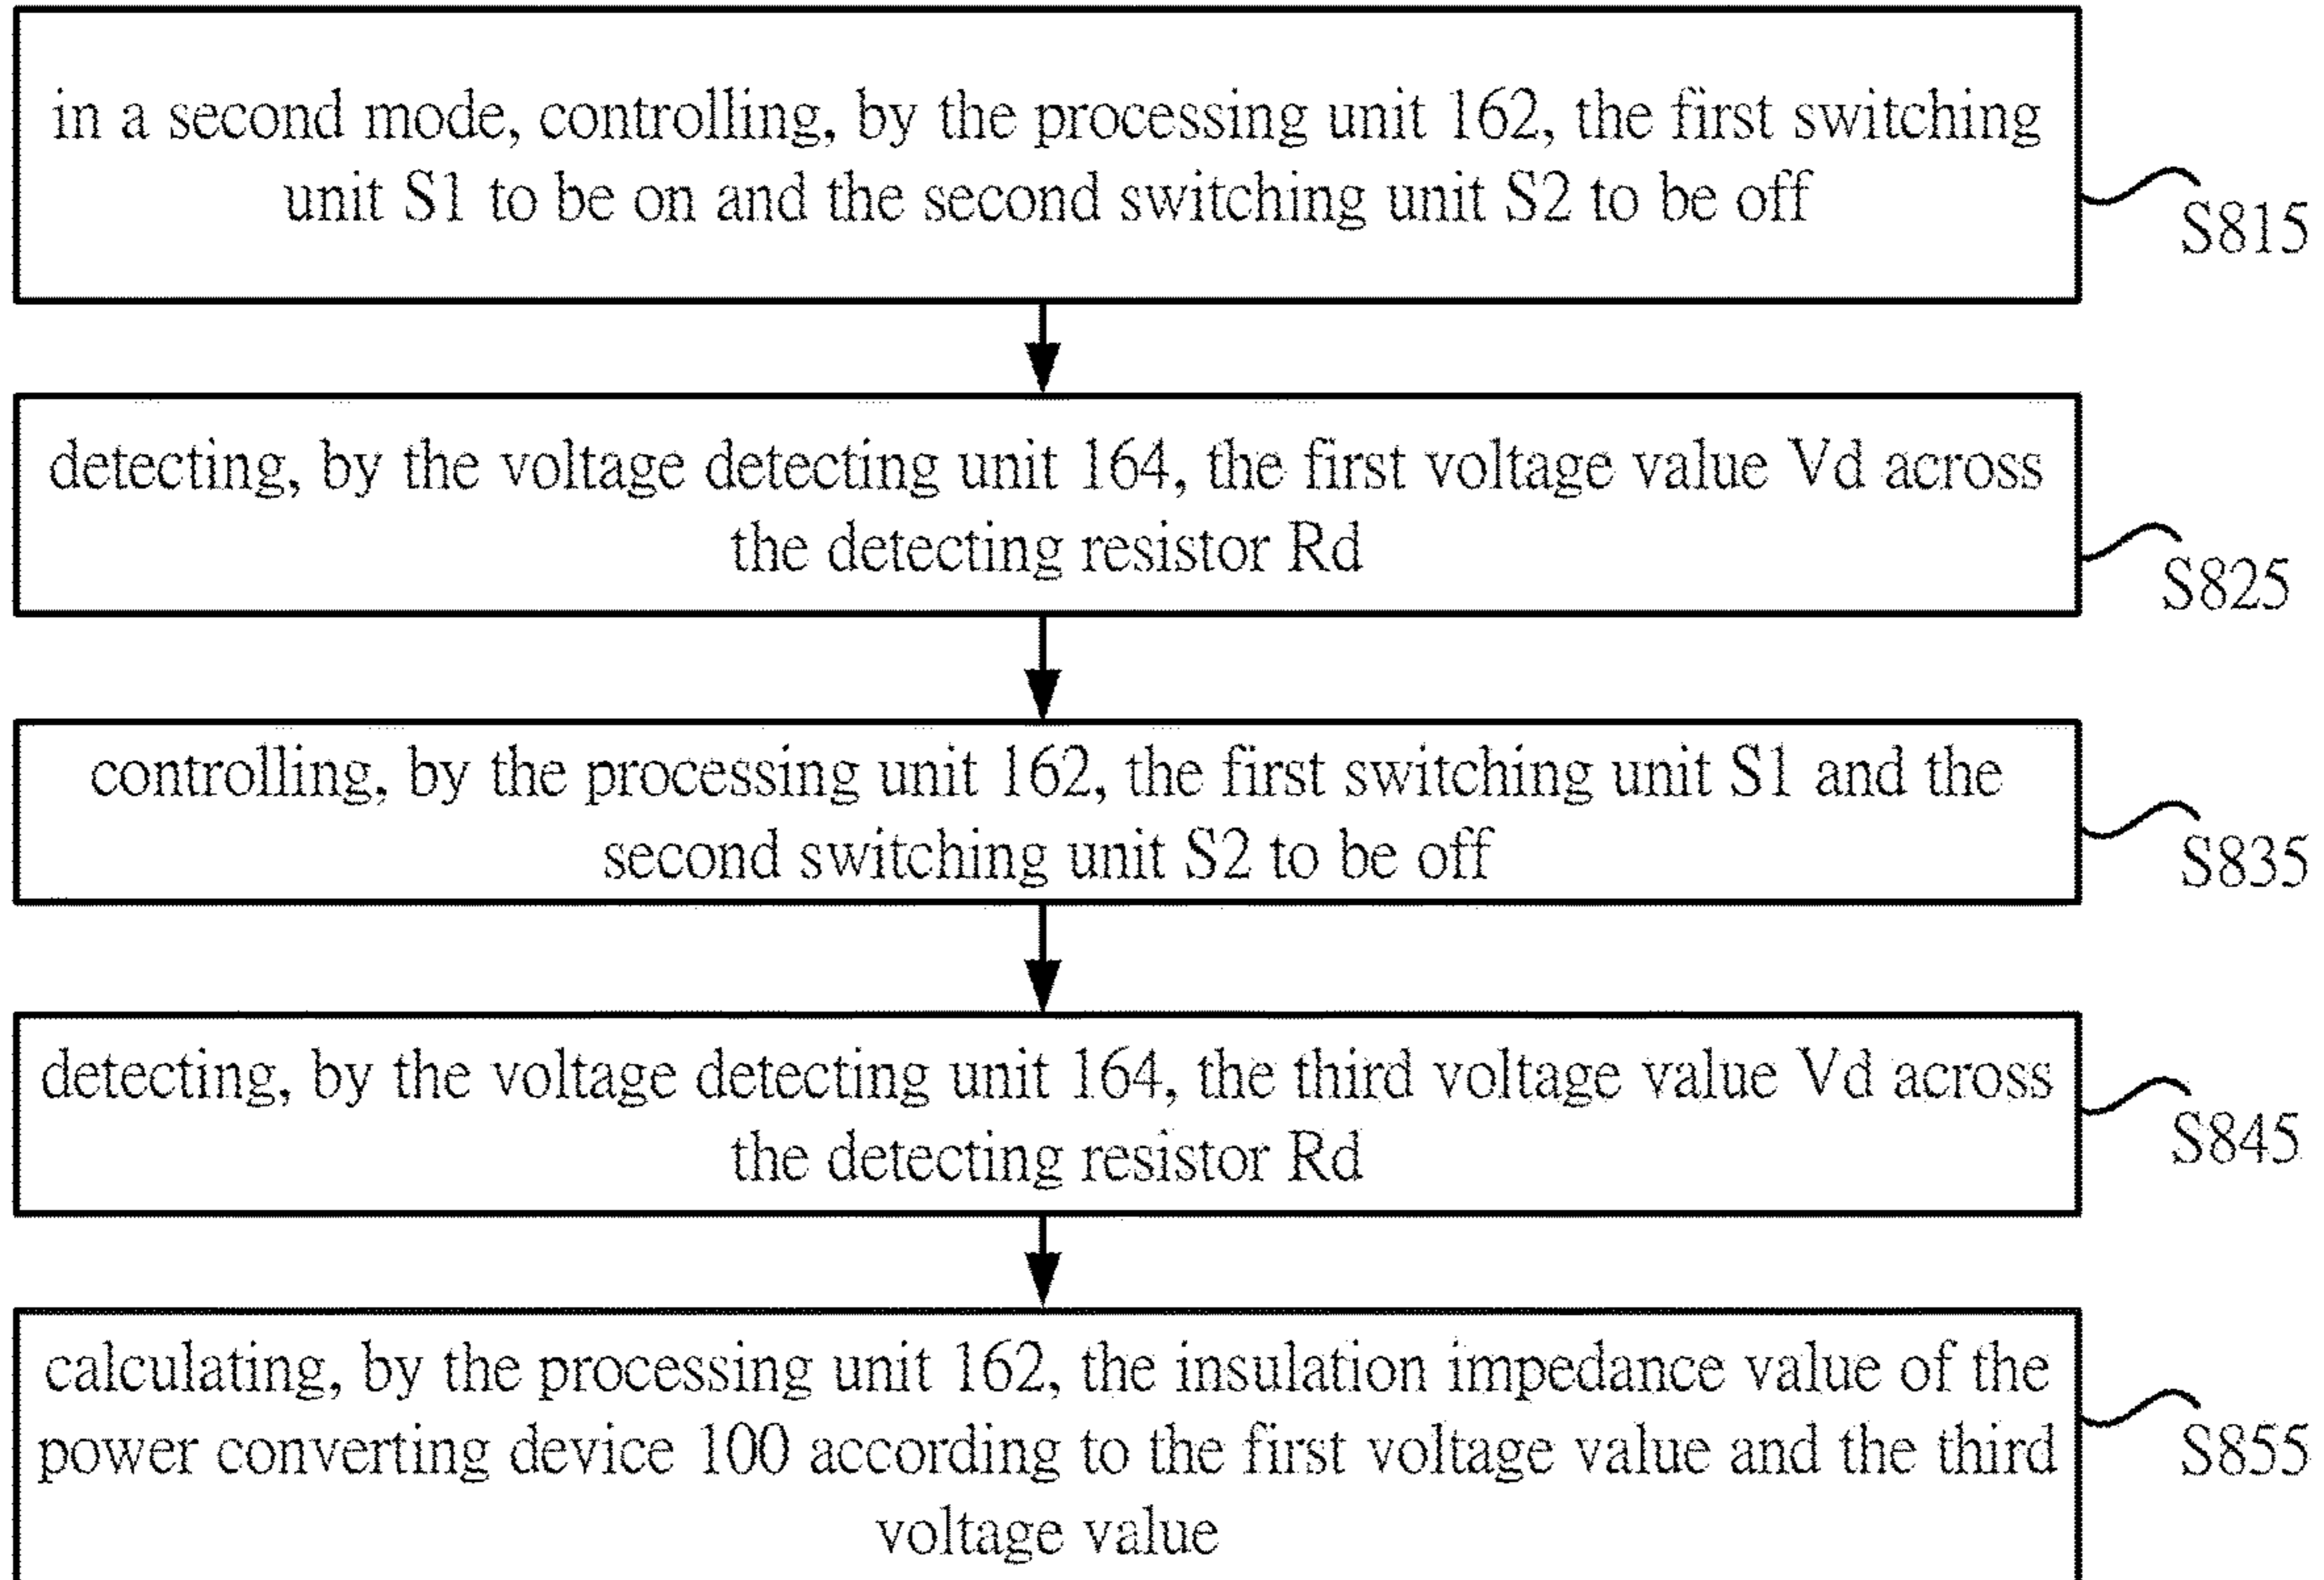 in a second mode, controlling, by the processing unit 162, the first switching
unit S1 to be on and the second switching unit S2 to be off
S815
detecting, by the voltage detecting unit 164, the first voltage value Vd across
the detecting resistor Rd
S825
controlling, by the processing unit 162, the first switching unit S1 and the
second switching unit S2 to be off
S835
detecting, by the voltage detecting unit 164, the third voltage value Vd across
the detecting resistor Rd
S845
calculating, by the processing unit 162, the insulation impedance value of the
power converting device 100 according to the first voltage value and the third
voltage value
S855